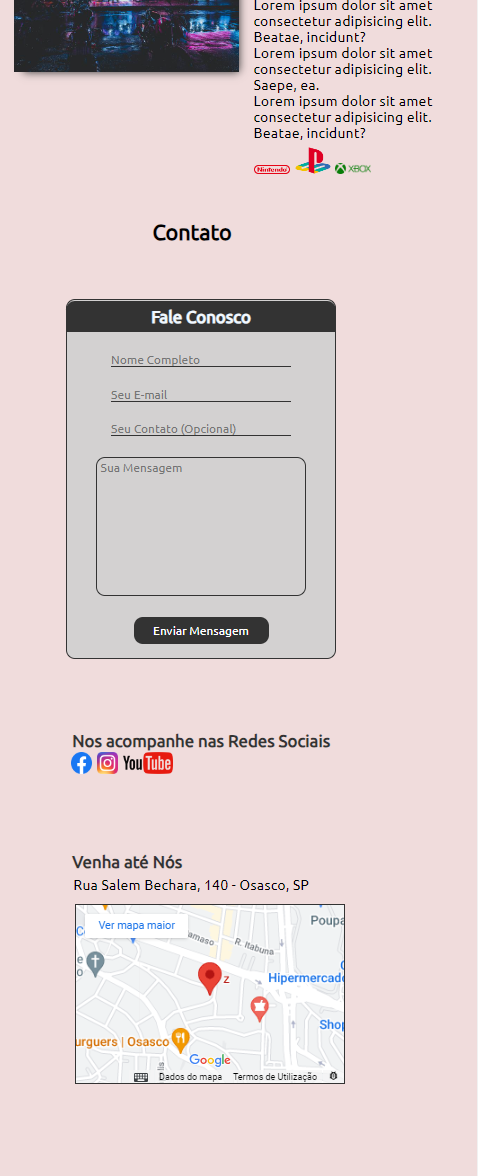 Lorem ipsum dolor sit amet
consectetur adipisicing elit.
Beatae, incidunt?
Lorem ipsum dolor sit amet
consectetur adipisicing elit.
Saepe, ea.
Lorem ipsum dolor sit amet
consectetur adipisicing elit.
Beatae, incidunt?
Nintendo XBOX
Contato
Fale Conosco
Nome Completo
Seu E-mail
Seu Contato (Opcional)
Sua Mensagem
Enviar Mensagem
Nos acompanhe nas Redes Sociais
YouTube
Venha até Nós
Rua Salem Bechara, 140 - Osasco, SP
Ver mapa maior
Poupa
amaso
R. Itabuna
Hipermercado
z
Shop
urguers | Osasco
Google
Dados do mapa Termos de Utilização